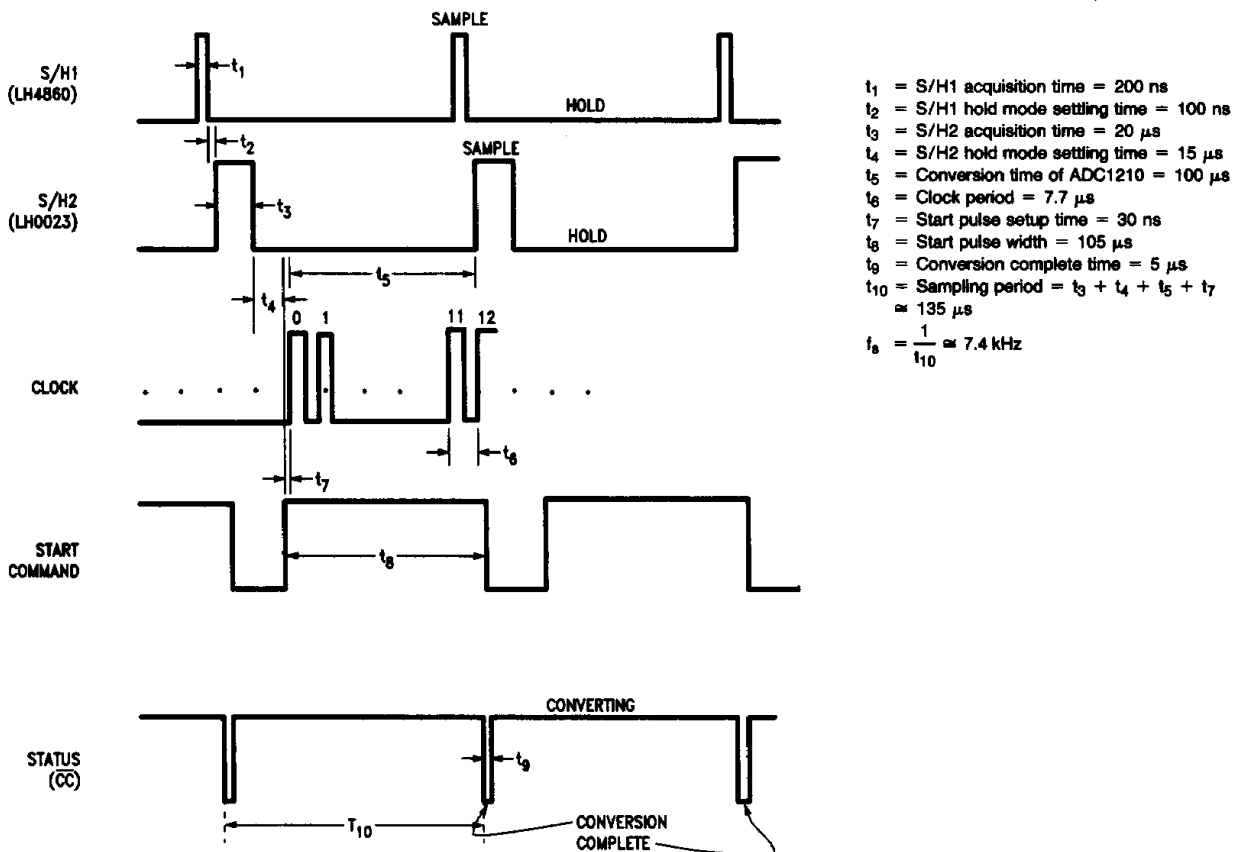 SAMPLE
S/H1
(LH4860)
t₁
HOLD
t₂
SAMPLE
S/H2
(LH0023)
t₃
HOLD
t₅
t₄
0 1 11 12
CLOCK
t₆
t₇
START
COMMAND
t₈
CONVERTING
STATUS
(C̅C̅)
t₉
T₁₀
CONVERSION
COMPLETE
t₁ = S/H1 acquisition time = 200 ns
t₂ = S/H1 hold mode settling time = 100 ns
t₃ = S/H2 acquisition time = 20 μs
t₄ = S/H2 hold mode settling time = 15 μs
t₅ = Conversion time of ADC1210 = 100 μs
t₆ = Clock period = 7.7 μs
t₇ = Start pulse setup time = 30 ns
t₈ = Start pulse width = 105 μs
t₉ = Conversion complete time = 5 μs
t₁₀ = Sampling period = t₃ + t₄ + t₅ + t₇
≅ 135 μs
fₛ = 1/t₁₀ ≅ 7.4 kHz